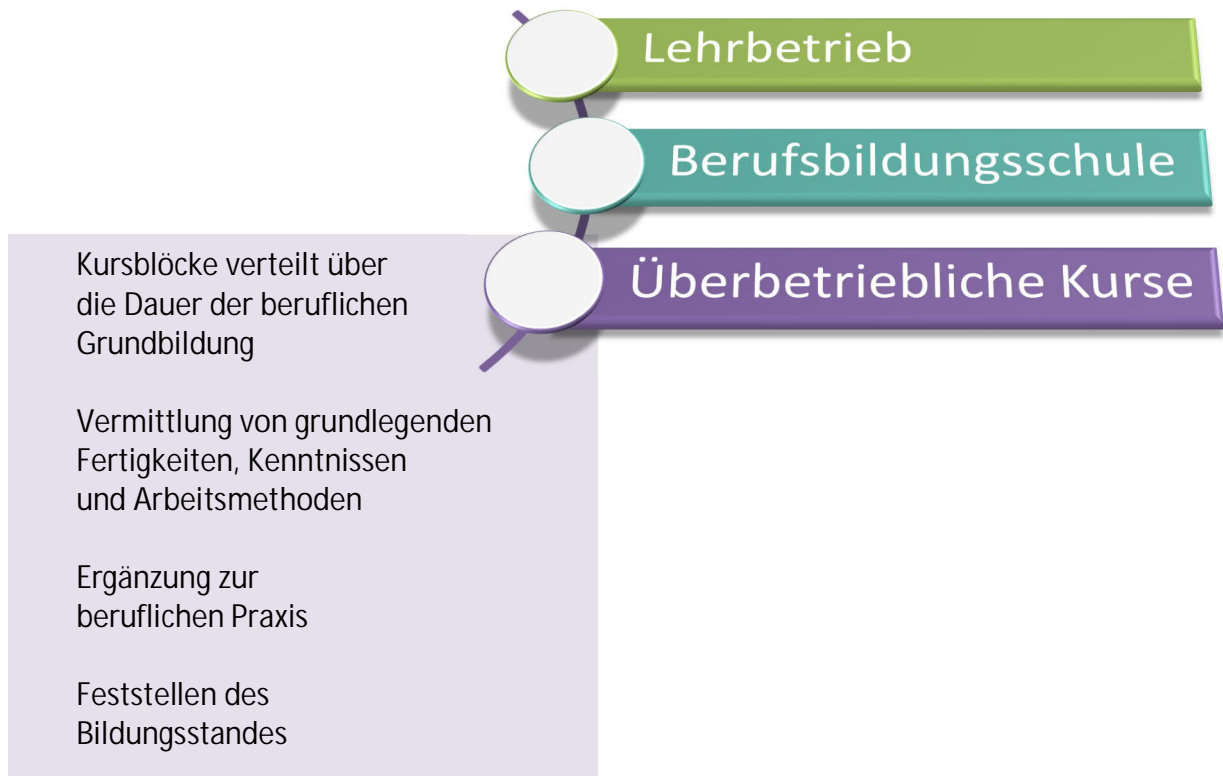 Lehrbetrieb
Berufsbildungsschule
Überbetriebliche Kurse
Kursblöcke verteilt über
die Dauer der beruflichen
Grundbildung
Vermittlung von grundlegenden
Fertigkeiten, Kenntnissen
und Arbeitsmethoden
Ergänzung zur
beruflichen Praxis
Feststellen des
Bildungsstandes